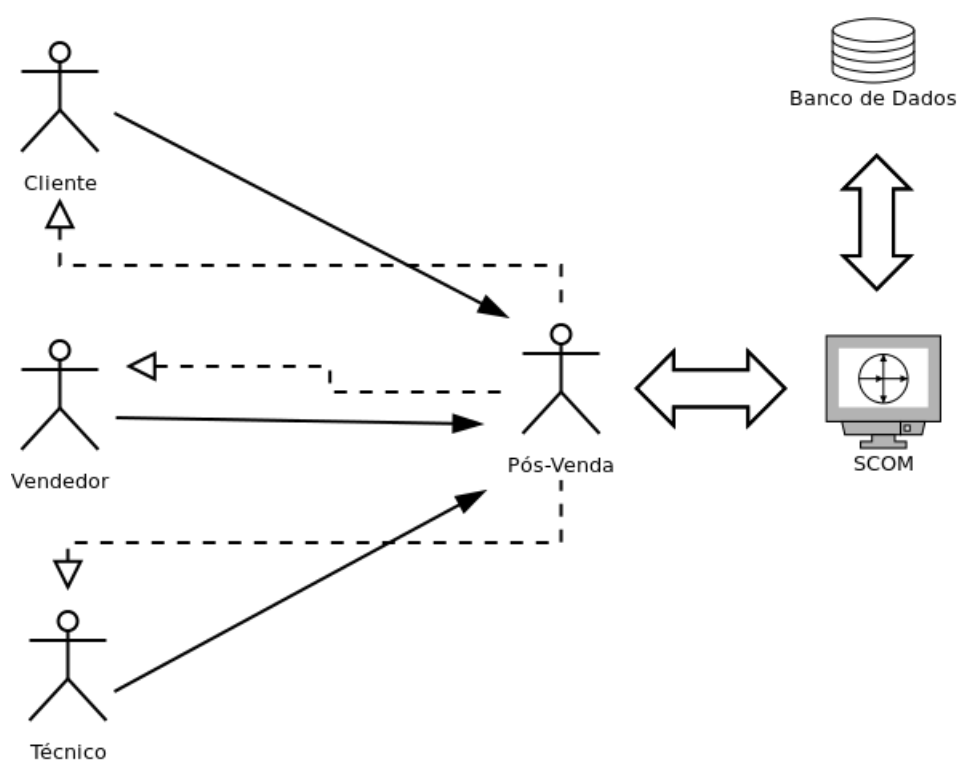 Banco de Dados
Cliente
Pós-Venda
SCOM
Vendedor
Técnico